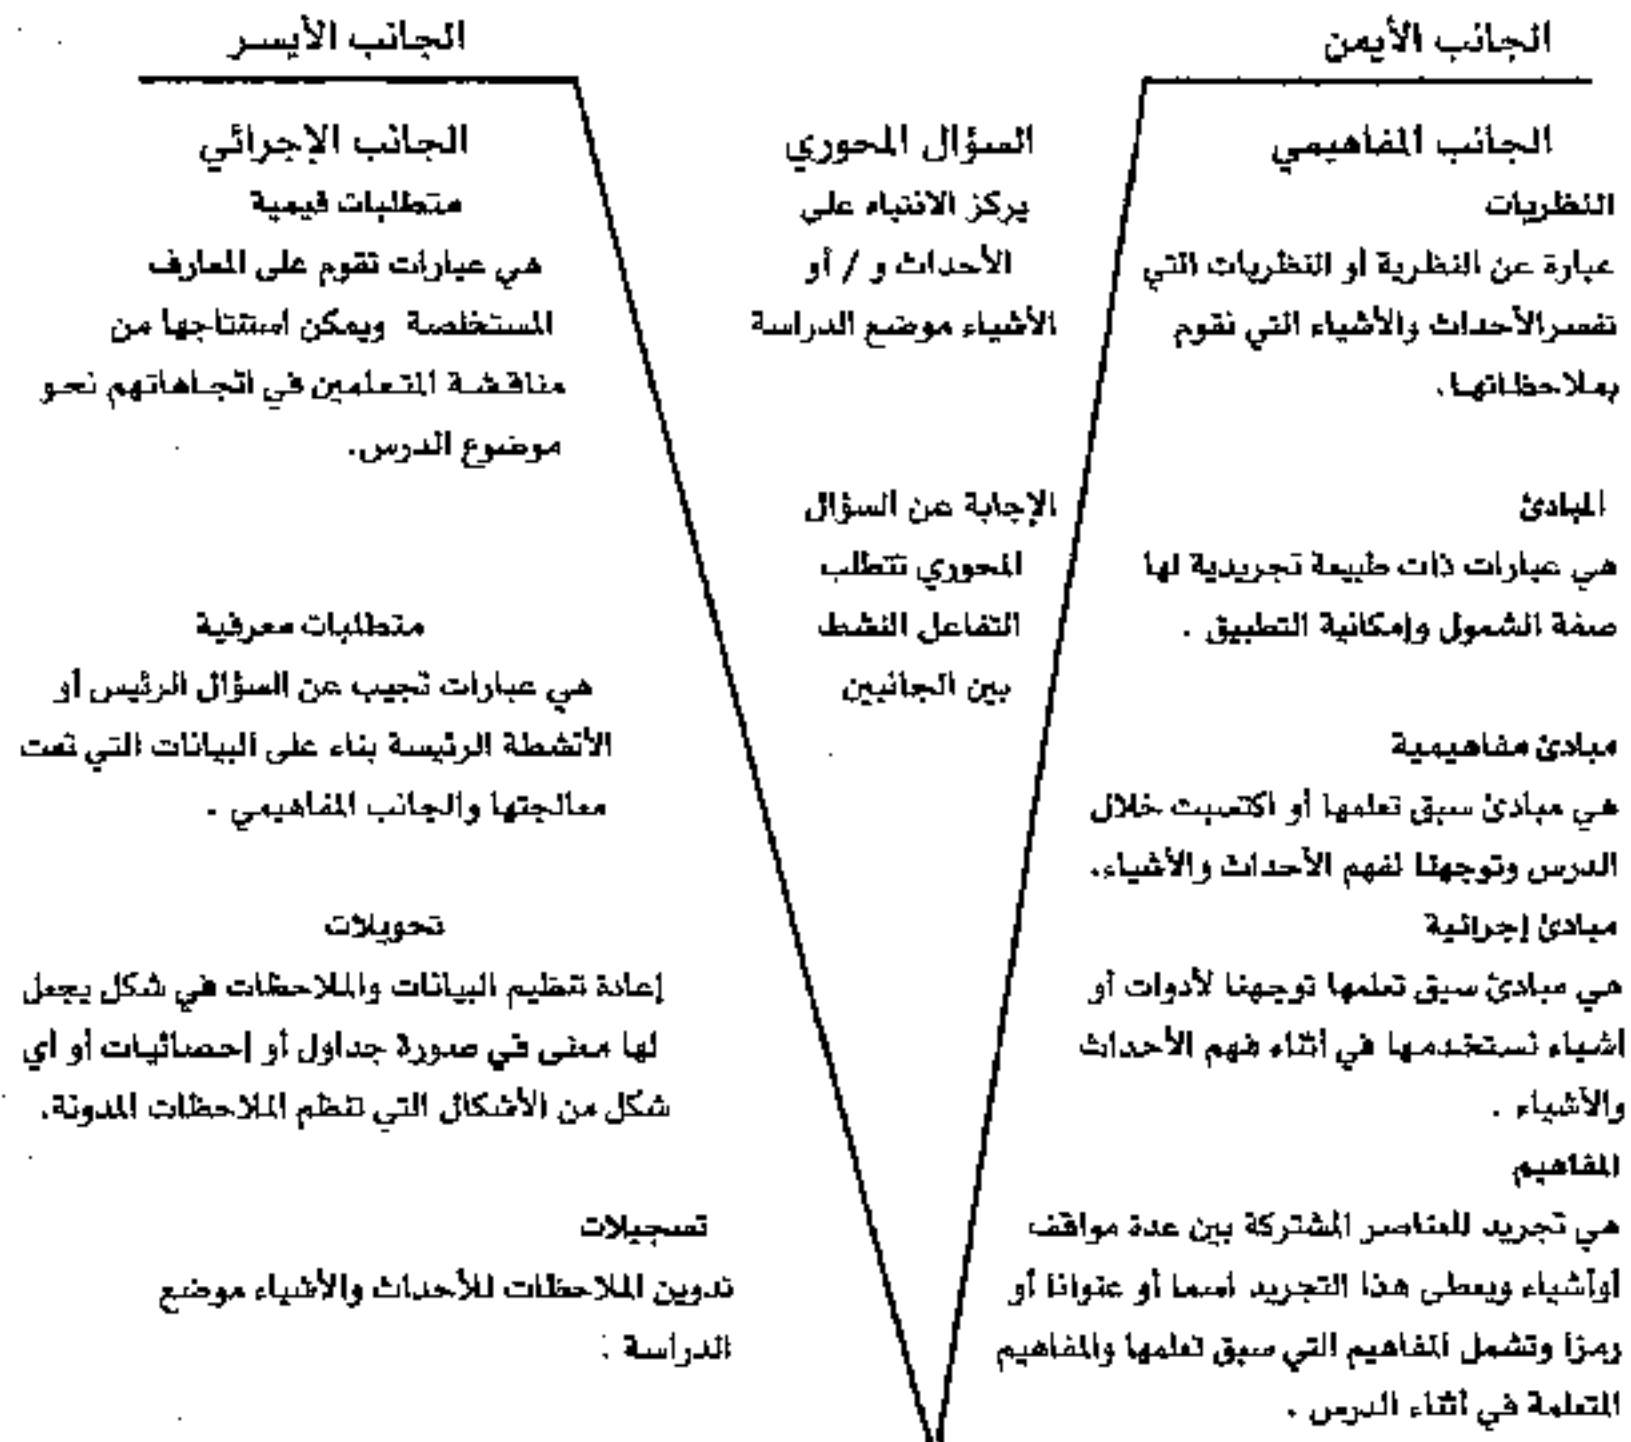 الجانب الأيمن
الجانب المفاهيمي
النظريات
عبارة عن النظرية أو النظريات التي
تفسرالأحداث والأشياء التي نقوم
بملاحظاتها.
المبادئ
هي عبارات ذات طبيعة تجريدية لها
صفة الشمول وإمكانية التطبيق .
مبادئ مفاهيمية
هي مبادئ سبق تعلمها أو اكتسبت خلال
الدرس وتوجهنا لفهم الأحداث والأشياء.
مبادئ إجرائية
هي مبادئ سبق تعلمها توجهنا لأدوات أو
أشياء نستخدمها في أثناء فهم الأحداث
والأشياء .
المفاهيم
هي تجريد للعناصر المشتركة بين عدة مواقف
أوأشياء ويعطى هذا التجريد اسما أو عنوانا أو
رمزا وتشمل المفاهيم التي سبق تعلمها والمفاهيم
المتعلمة في أثناء الدرس .
السؤال المحوري
يركز الانتباه على
الأحداث و / أو
الأشياء موضع الدراسة
الإجابة عن السؤال
المحوري تتطلب
التفاعل النشط
بين الجانبين
الجانب الأيسر
الجانب الإجرائي
متطلبات قيمية
هي عبارات تقوم على المعارف
المستخلصة ويمكن استنتاجها من
مناقشة المتعلمين في اتجاهاتهم نحو
موضوع الدرس.
متطلبات معرفية
هي عبارات تجيب عن السؤال الرئيس أو
الأنشطة الرئيسة بناء على البيانات التي تمت
معالجتها والجانب المفاهيمي .
تحويلات
إعادة تنظيم البيانات والملاحظات في شكل يجعل
لها معنى في صورة جداول أو إحصائيات أو أي
شكل من الأشكال التي تنظم الملاحظات المدونة.
تسجيلات
تدوين الملاحظات للأحداث والأشياء موضع
الدراسة .